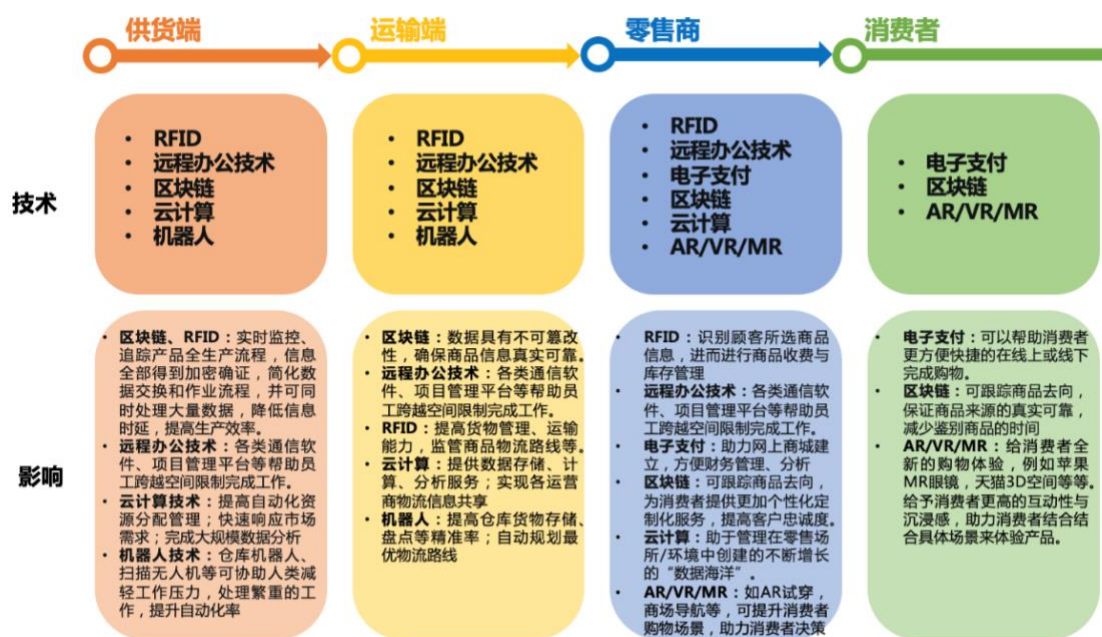 供货端
运输端
零售商
消费者
技术
• RFID
• 远程办公技术
• 区块链
• 云计算
• 机器人
• RFID
• 远程办公技术
• 区块链
• 云计算
• 机器人
• RFID
• 远程办公技术
• 电子支付
• 区块链
• 云计算
• AR/VR/MR
• 电子支付
• 区块链
• AR/VR/MR
影响
• 区块链、RFID：实时监控、
追踪产品全生产流程，信息
全部得到加密确证，简化数
据交换和作业流程，并可同
时处理大量数据，降低信息
时延，提高生产效率。
• 远程办公技术：各类通信软
件、项目管理平台等帮助员
工跨越空间限制完成工作。
• 云计算技术：提高自动化资
源分配管理；快速响应市场
需求；完成大规模数据分析
• 机器人技术：仓库机器人、
扫描无人机等可协助人类减
轻工作压力，处理繁重的工
作，提升自动化率
• 区块链：数据具有不可篡改
性，确保商品信息真实可靠。
• 远程办公技术：各类通信软
件、项目管理平台等帮助员
工跨越空间限制完成工作。
• RFID：提高货物管理、运输
能力，监管商品物流路线等。
• 云计算：提供数据存储、计
算、分析服务；实现各运营
商物流信息共享
• 机器人：提高仓库货物存储、
盘点等精准率；自动规划最
优物流路线
• RFID：识别顾客所选商品
信息，进而进行商品收费与
库存管理
• 远程办公技术：各类通信软
件、项目管理平台等帮助员
工跨越空间限制完成工作。
• 电子支付：助力网上商城建
立，方便财务管理、分析
• 区块链：可跟踪商品去向，
为消费者提供更加个性化定
制化服务，提高客户忠诚度。
• 云计算：助于管理在零售场
所/环境中创建的不断增长
的“数据海洋”。
• AR/VR/MR：如AR试穿，
商场导航等，可提升消费者
购物场景，助力消费者决策
• 电子支付：可以帮助消费者
更方便快捷的在线上或线下
完成购物。
• 区块链：可跟踪商品去向，
保证商品来源的真实可靠，
减少鉴别商品的时间
• AR/VR/MR：给消费者全
新的购物体验，例如苹果
MR眼镜，天猫3D空间等等。
给予消费者更高的互动性与
沉浸感，助力消费者结合结
合具体场景来体验产品。